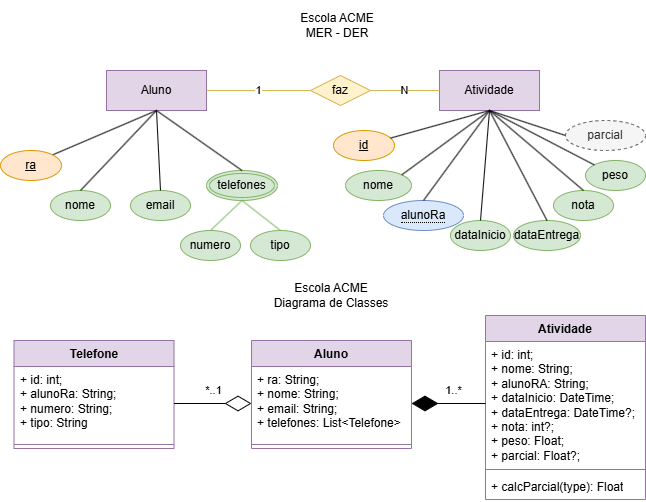 Escola ACME
MER - DER
Aluno
1
faz
N
Atividade
parcial
id
ra
peso
telefones
nome
nome
email
nota
alunoRa
dataInicio
dataEntrega
numero
tipo
Escola ACME
Diagrama de Classes
Telefone
+ id: int;
+ alunoRa: String;
+ numero: String;
+ tipo: String
*..1
Aluno
+ ra: String;
+ nome: String;
+ email: String;
+ telefones: List<Telefone>
1..*
Atividade
+ id: int;
+ nome: String;
+ alunoRA: String;
+ dataInicio: DateTime;
+ dataEntrega: DateTime?;
+ nota: int?;
+ peso: Float;
+ parcial: Float?;
+ calcParcial(type): Float